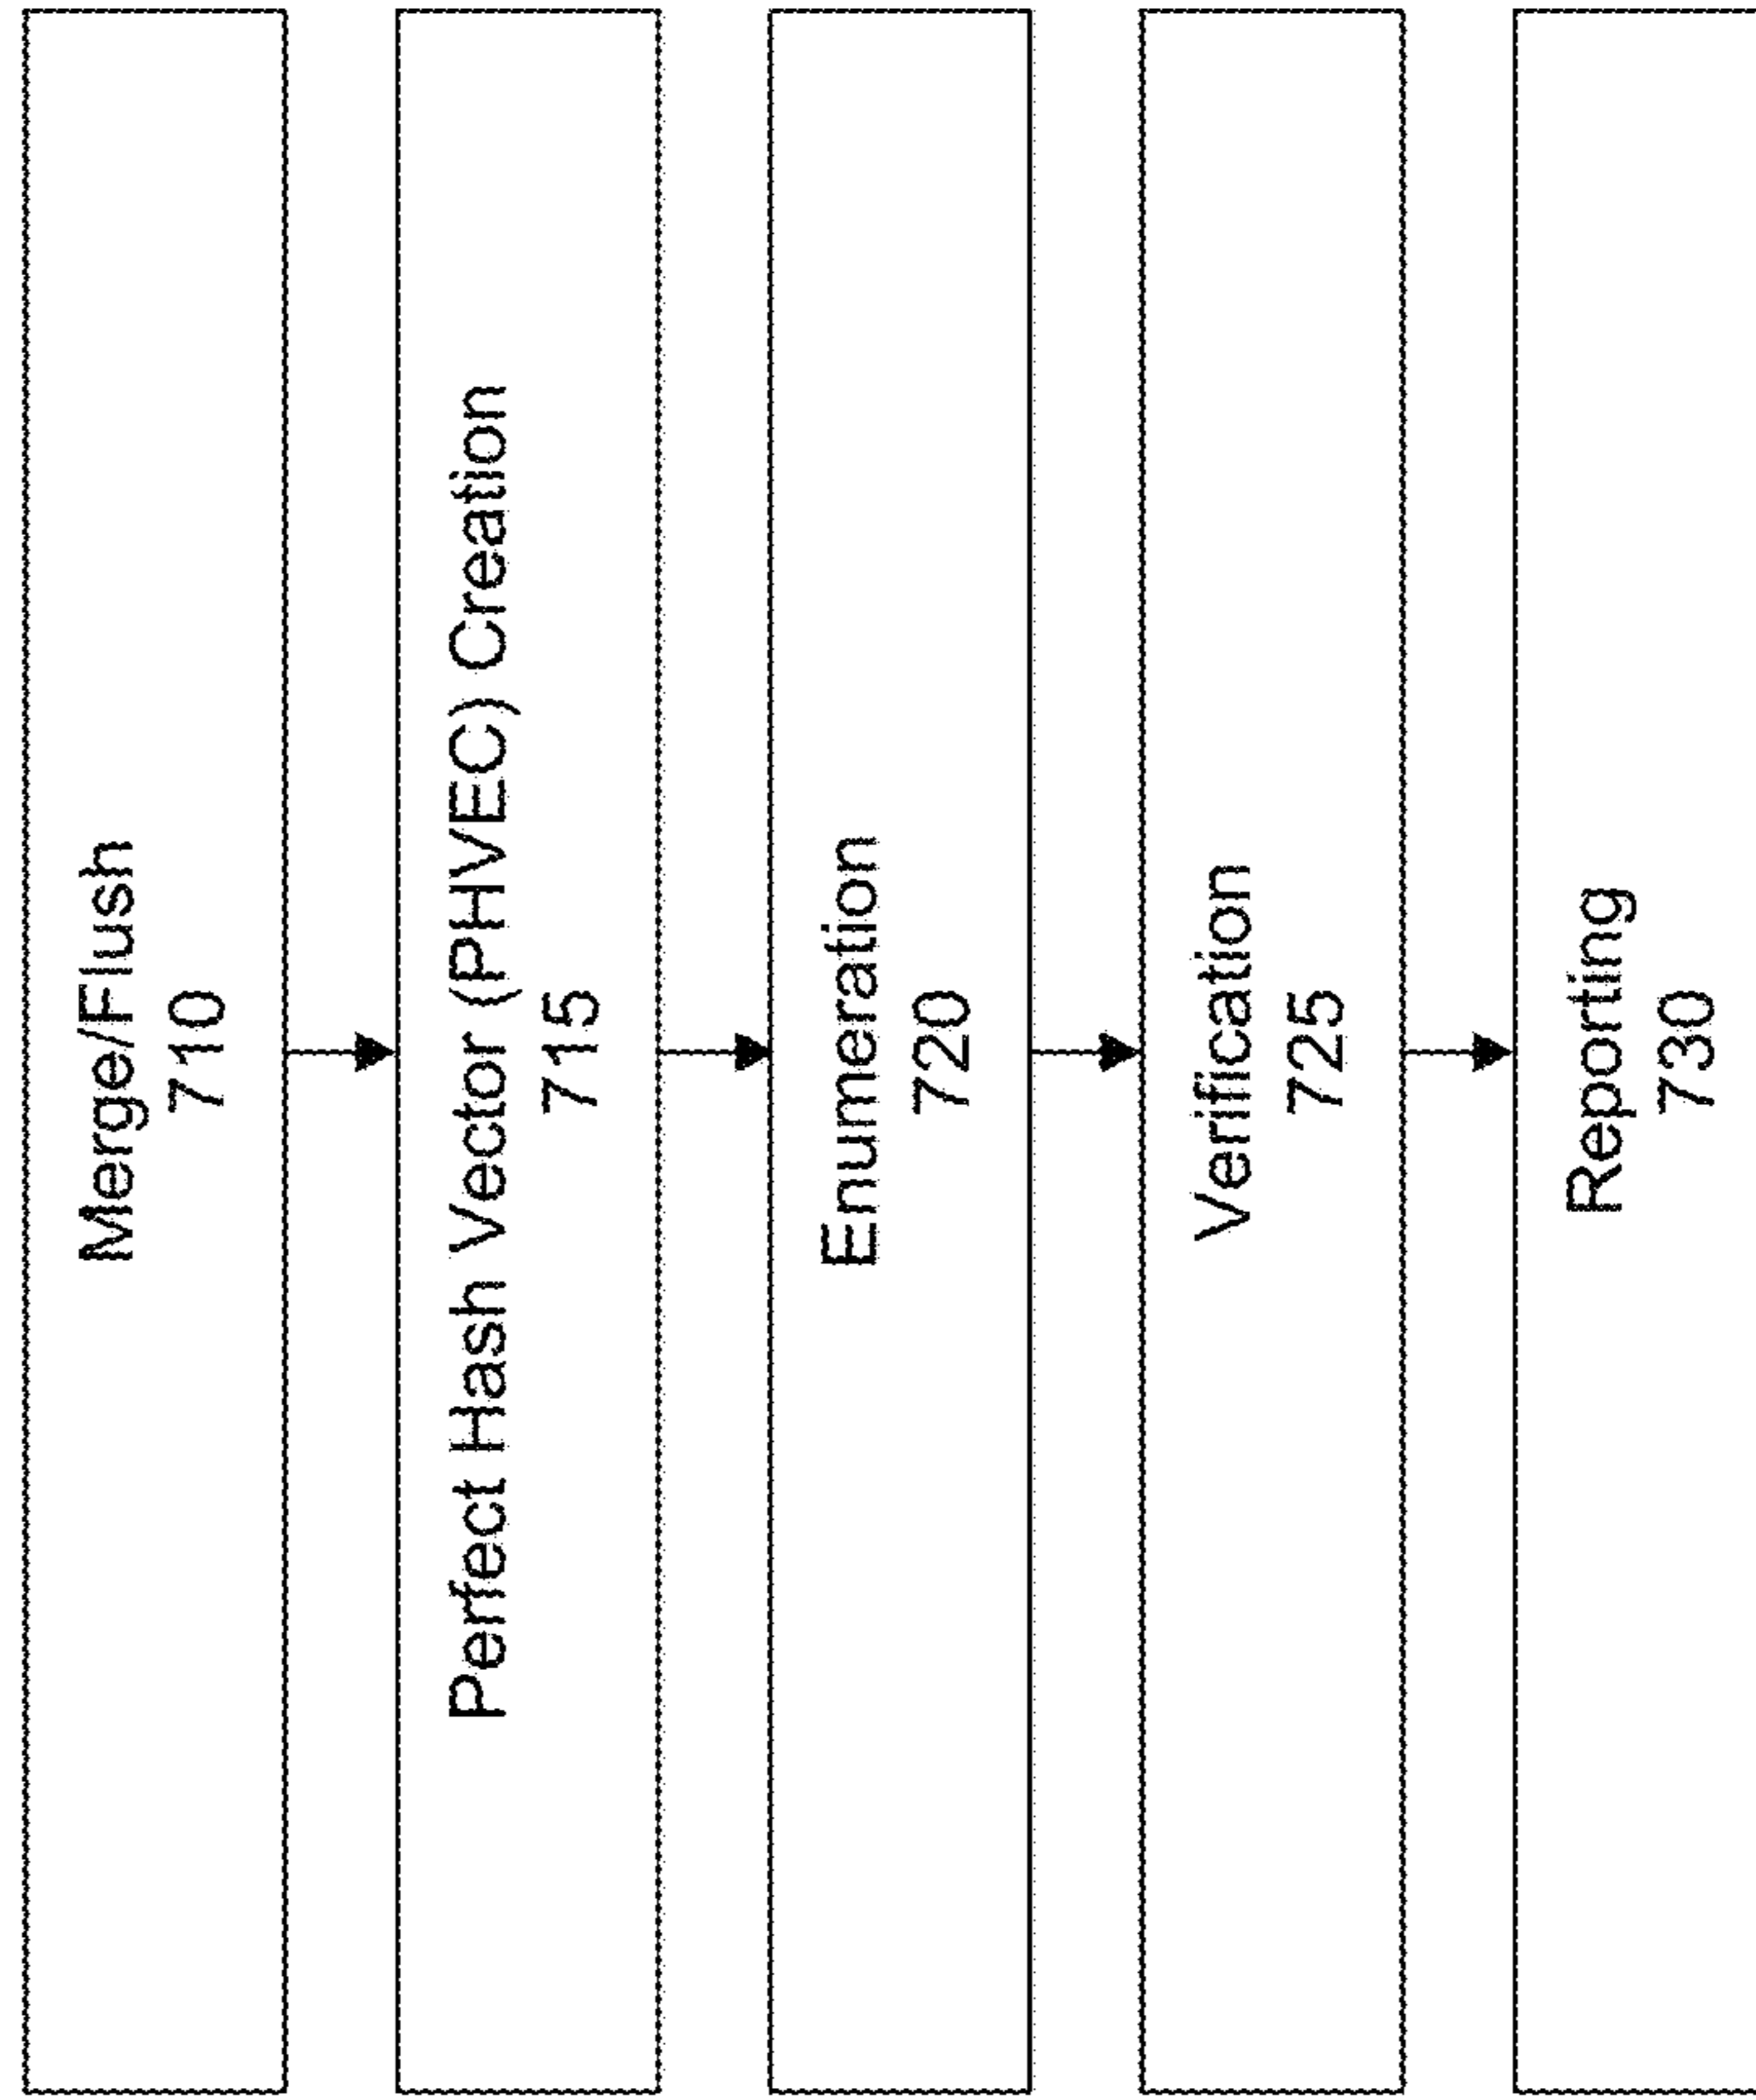 Merge/Flush
710
Perfect Hash Vector (PHVEC) Creation
715
Enumeration
720
Verification
725
Reporting
730